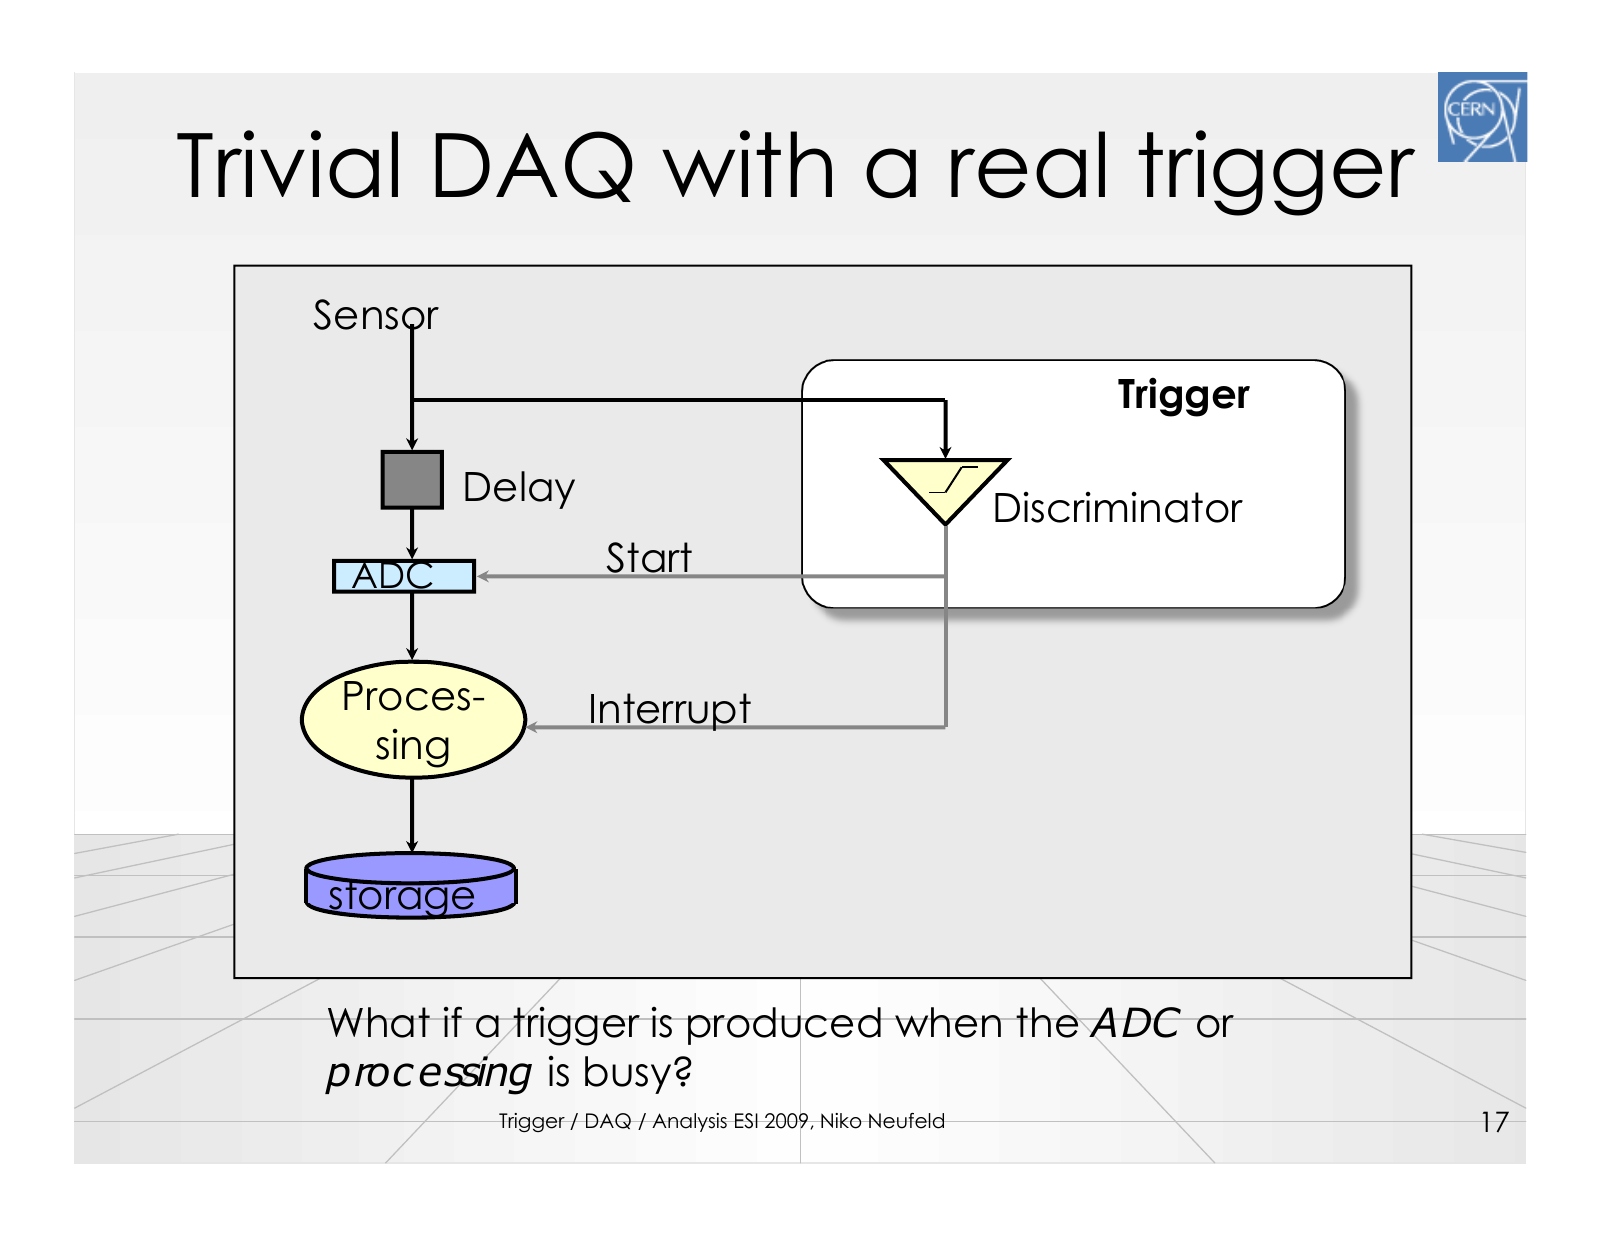 CERN
Trivial DAQ with a real trigger
Sensor
Trigger
Delay
Discriminator
Start
ADC
Interrupt
Proces-
sing
storage
What if a trigger is produced when the ADC or
processing is busy?
Trigger / DAQ / Analysis ESI 2009, Niko Neufeld
17